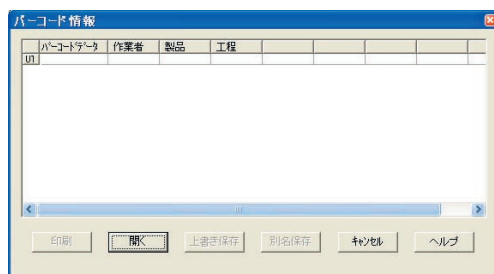 バーコード情報
バーコードデータ 作業者 製品 工程
U1
印刷 開く 上書き保存 別名保存 キャンセル ヘルプ